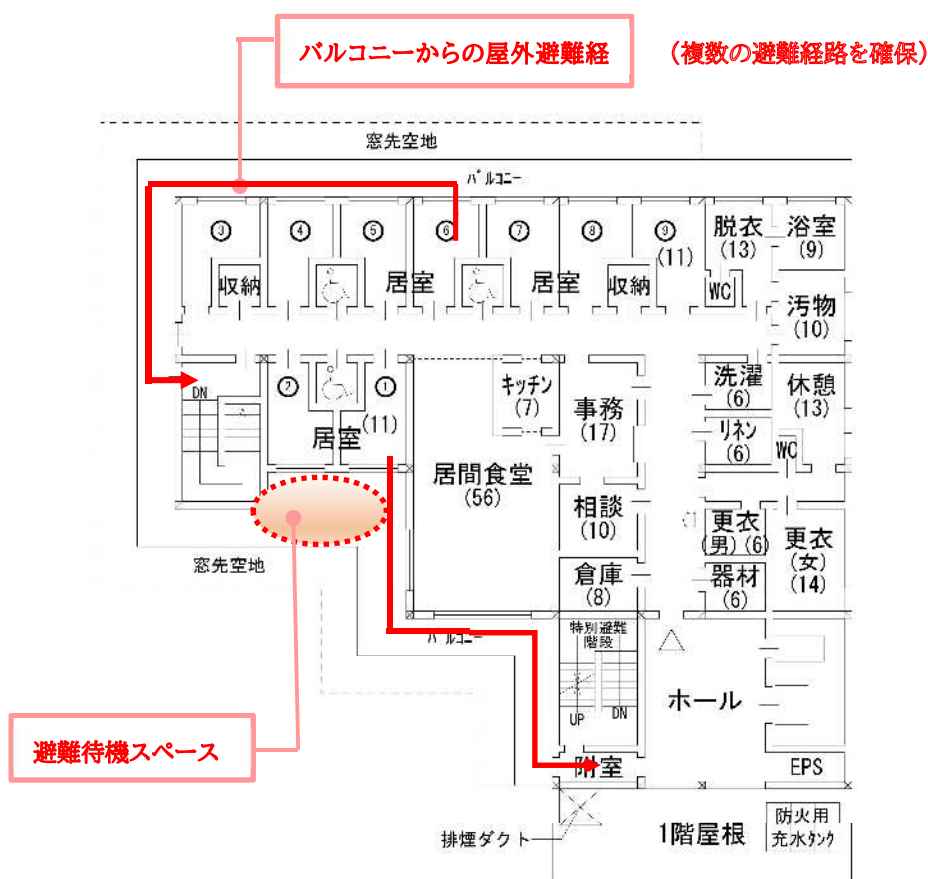 バルコニーからの屋外避難経
(複数の避難経路を確保)
窓先空地
バルコニー
③
④
⑤
⑥
⑦
⑧
⑨
(11)
脱衣
(13)
浴室
(9)
収納
居室
居室
収納
WC
汚物
(10)
DN
②
①
(11)
居室
キッチン
(7)
事務
(17)
洗濯
(6)
休憩
(13)
リネン
(6)
WC
居間食堂
(56)
相談
(10)
更衣
(男)(6)
更衣
(女)
(14)
窓先空地
倉庫
(8)
器材
(6)
バルコニー
特別避難
階段
UP
DN
ホール
避難待機スペース
附室
EPS
排煙ダクト
1階屋根
防火用
充水タンク